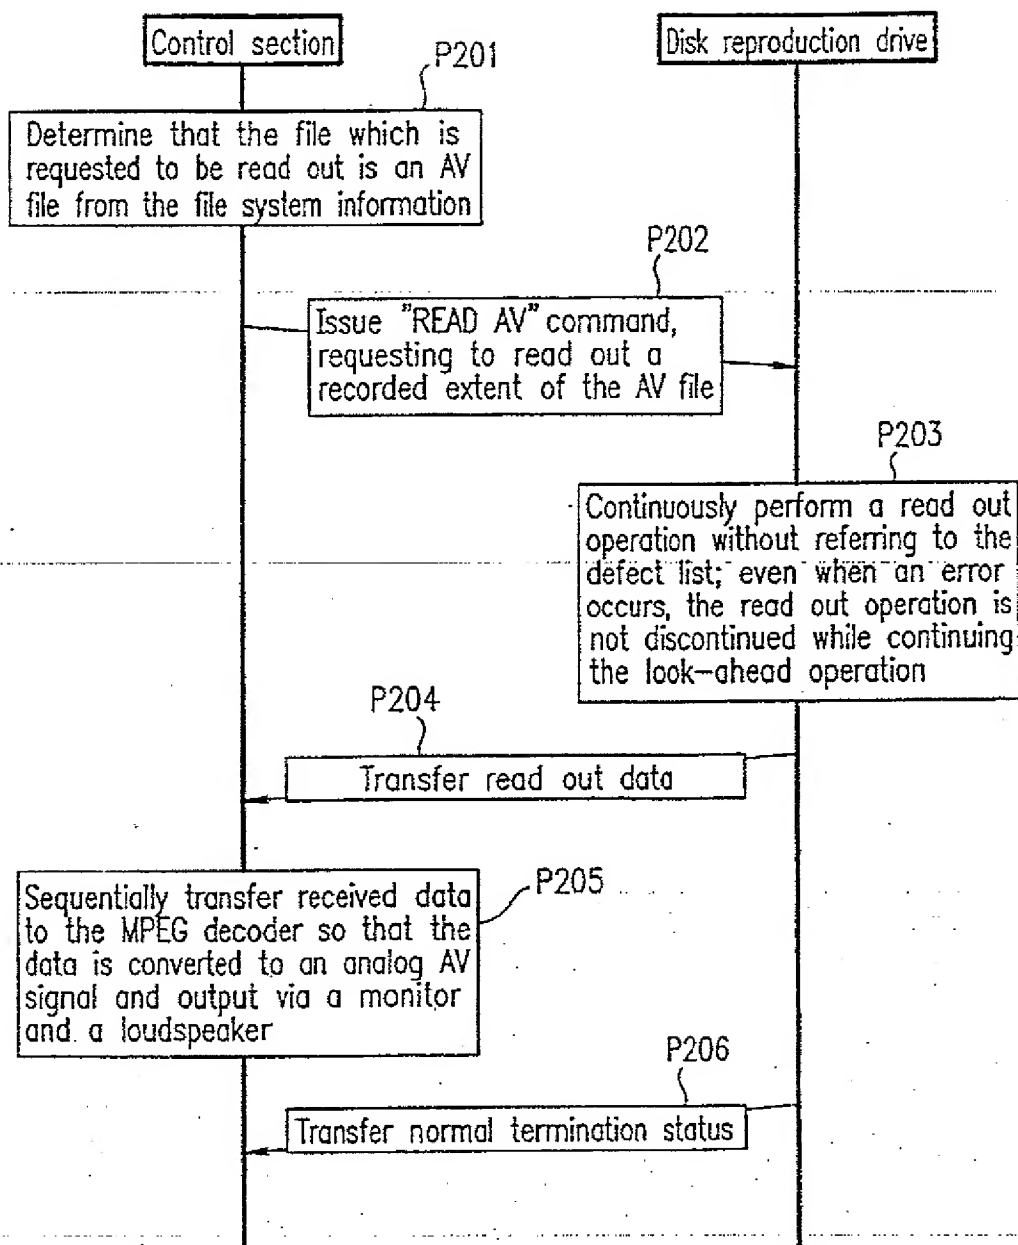 Control section
Disk reproduction drive
P201
Determine that the file which is
requested to be read out is an AV
file from the file system information
P202
Issue "READ AV" command,
requesting to read out a
recorded extent of the AV file
P203
Continuously perform a read out
operation without referring to the
defect list; even when an error
occurs, the read out operation is
not discontinued while continuing
the look-ahead operation
P204
Transfer read out data
P205
Sequentially transfer received data
to the MPEG decoder so that the
data is converted to an analog AV
signal and output via a monitor
and a loudspeaker
P206
Transfer normal termination status